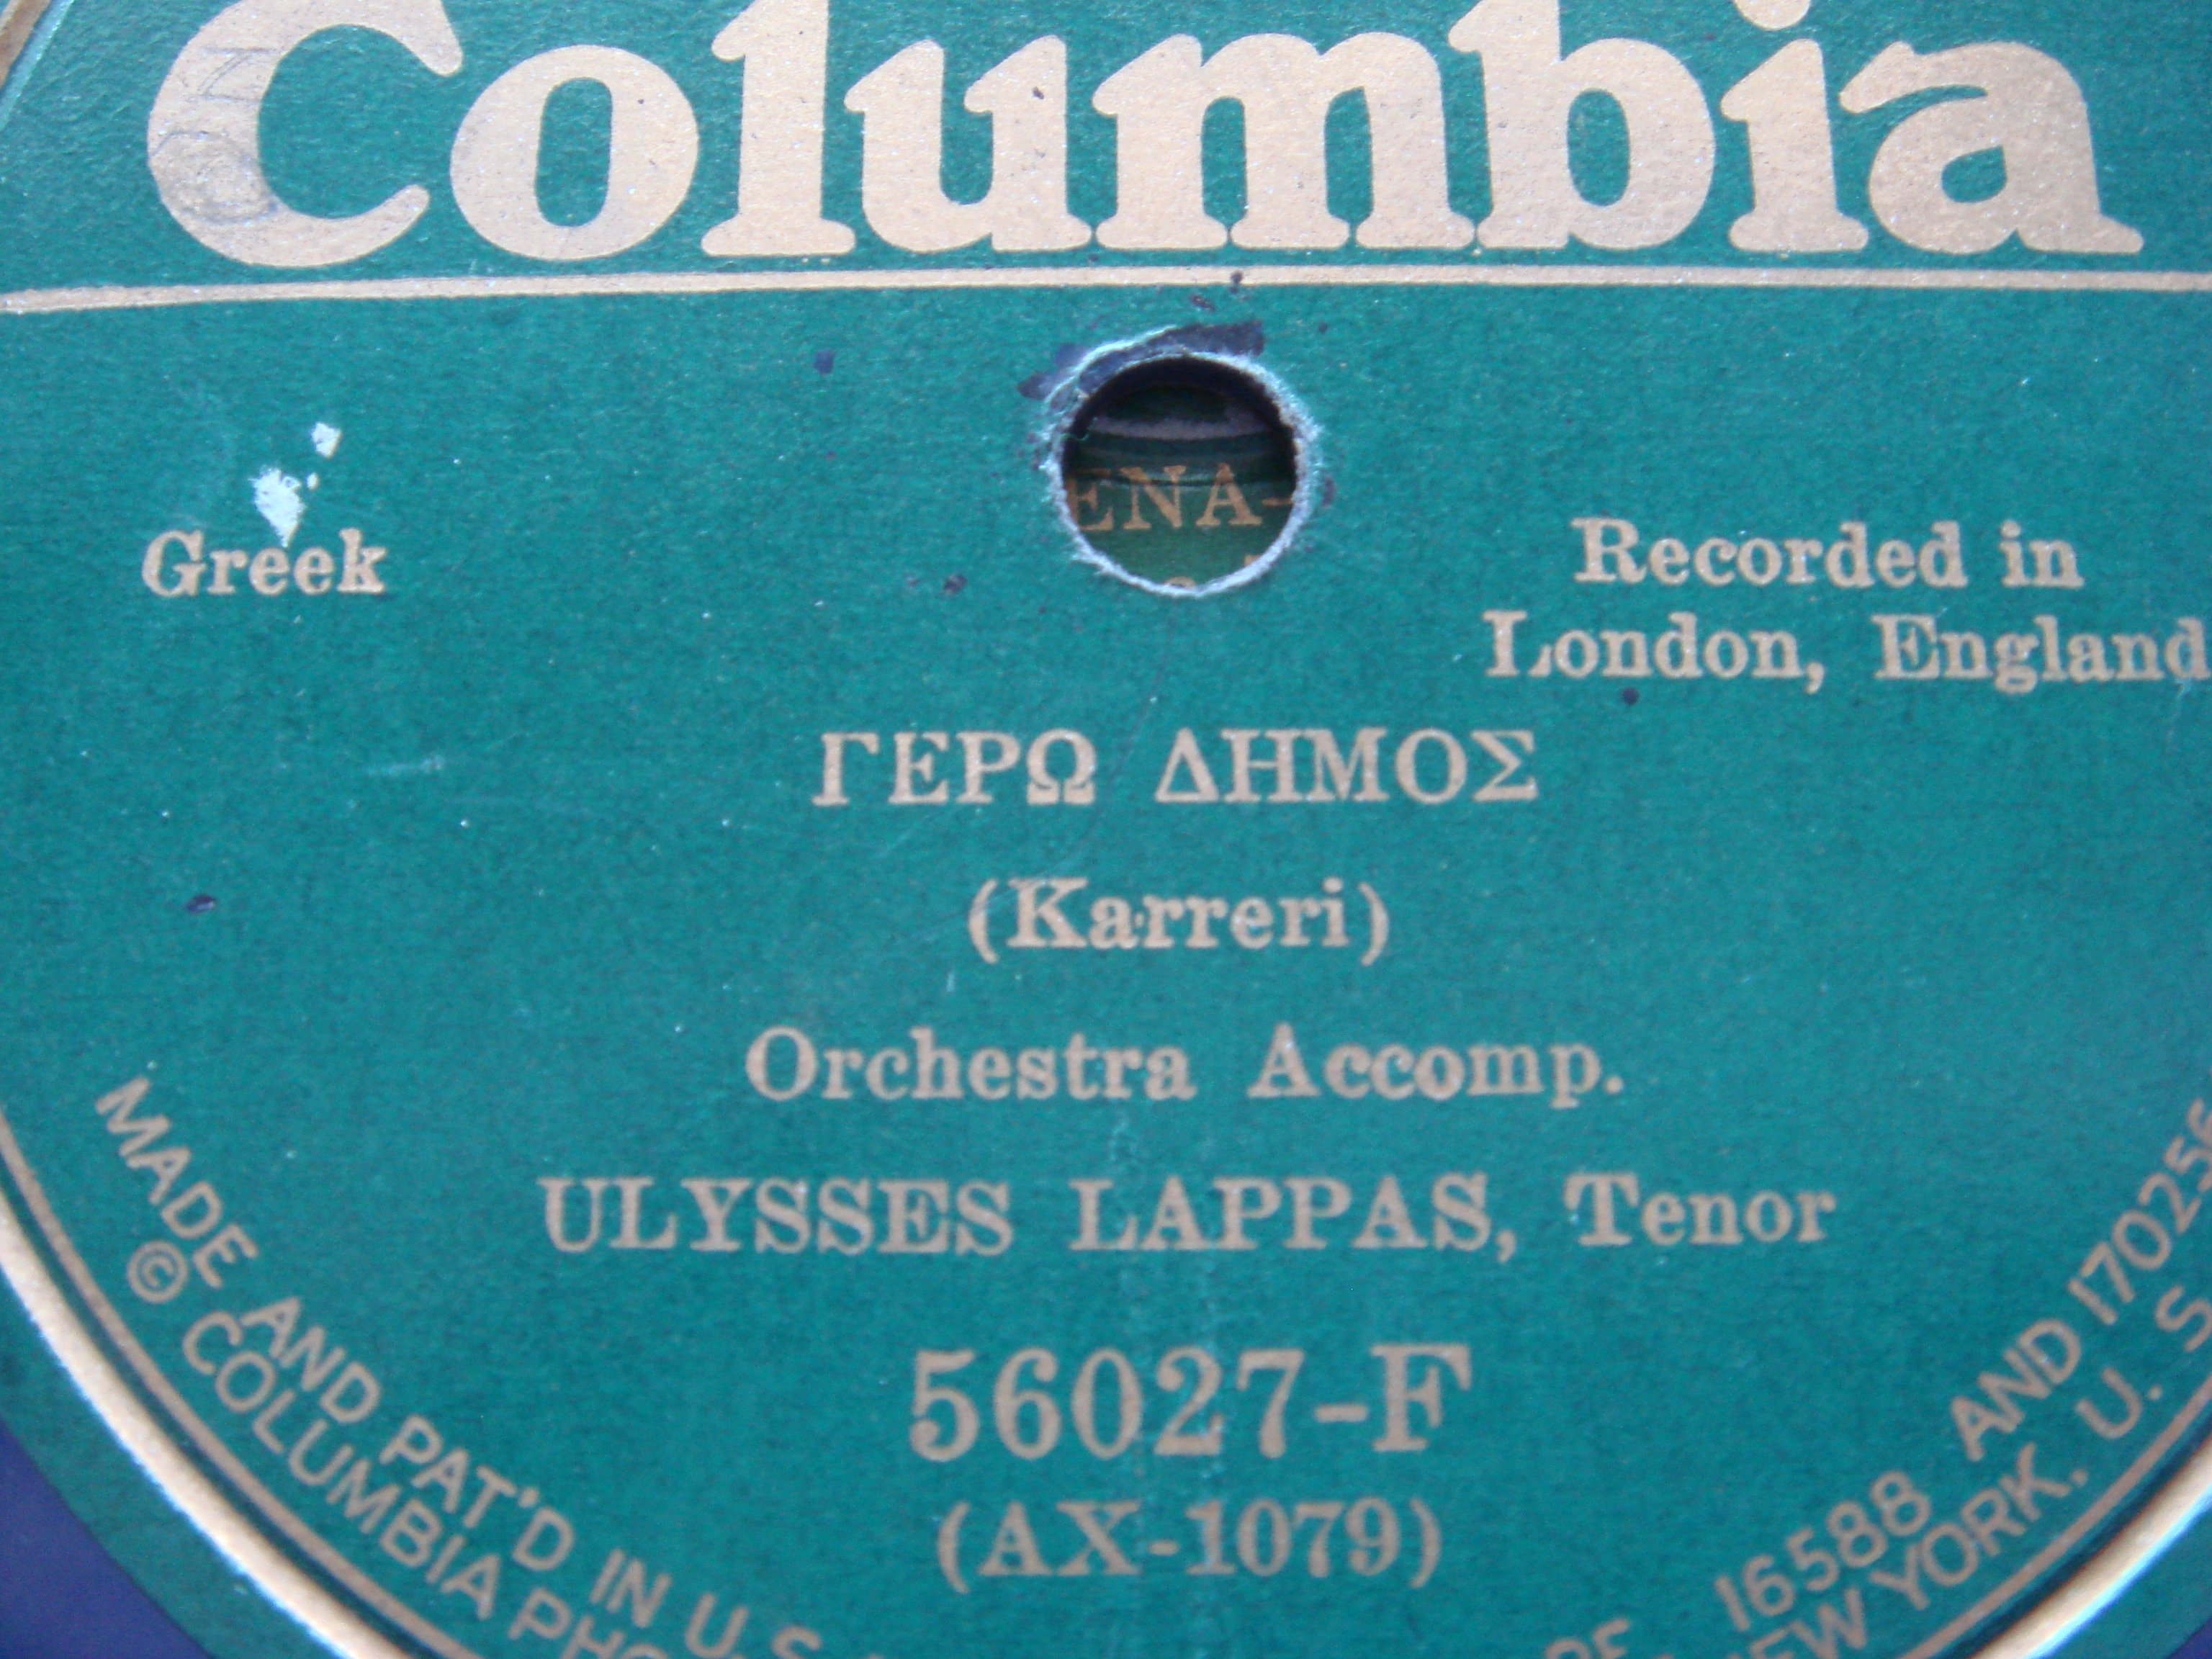 Columbia
ENA-
Greek
Recorded in
London, England
ΓΕΡΩ ΔΗΜΟΣ
(Karreri)
Orchestra Accomp.
ULYSSES LAPPAS, Tenor
56027-F
(AX-1079)
MADE AND PAT'D IN U.S.
© COLUMBIA
16588 AND
NEW YORK, U.S.